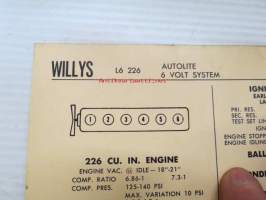 WILLYS L6 226 AUTOLITE
6 VOLT SYSTEM
1 2 3 4 5 6
226 CU. IN. ENGINE
ENGINE VAC. @ IDLE — 18"-21"
COMP. RATIO 6.86-1 7.3-1
COMP. PRES. 125-140 PSI
MAX. VARIATION 10 PSI
IGNI
EARL
LA
PRI. RES.
SEC. RES.
TEST SET LIN
ENGINE STOPP
ENGINE IDLIN
BALL